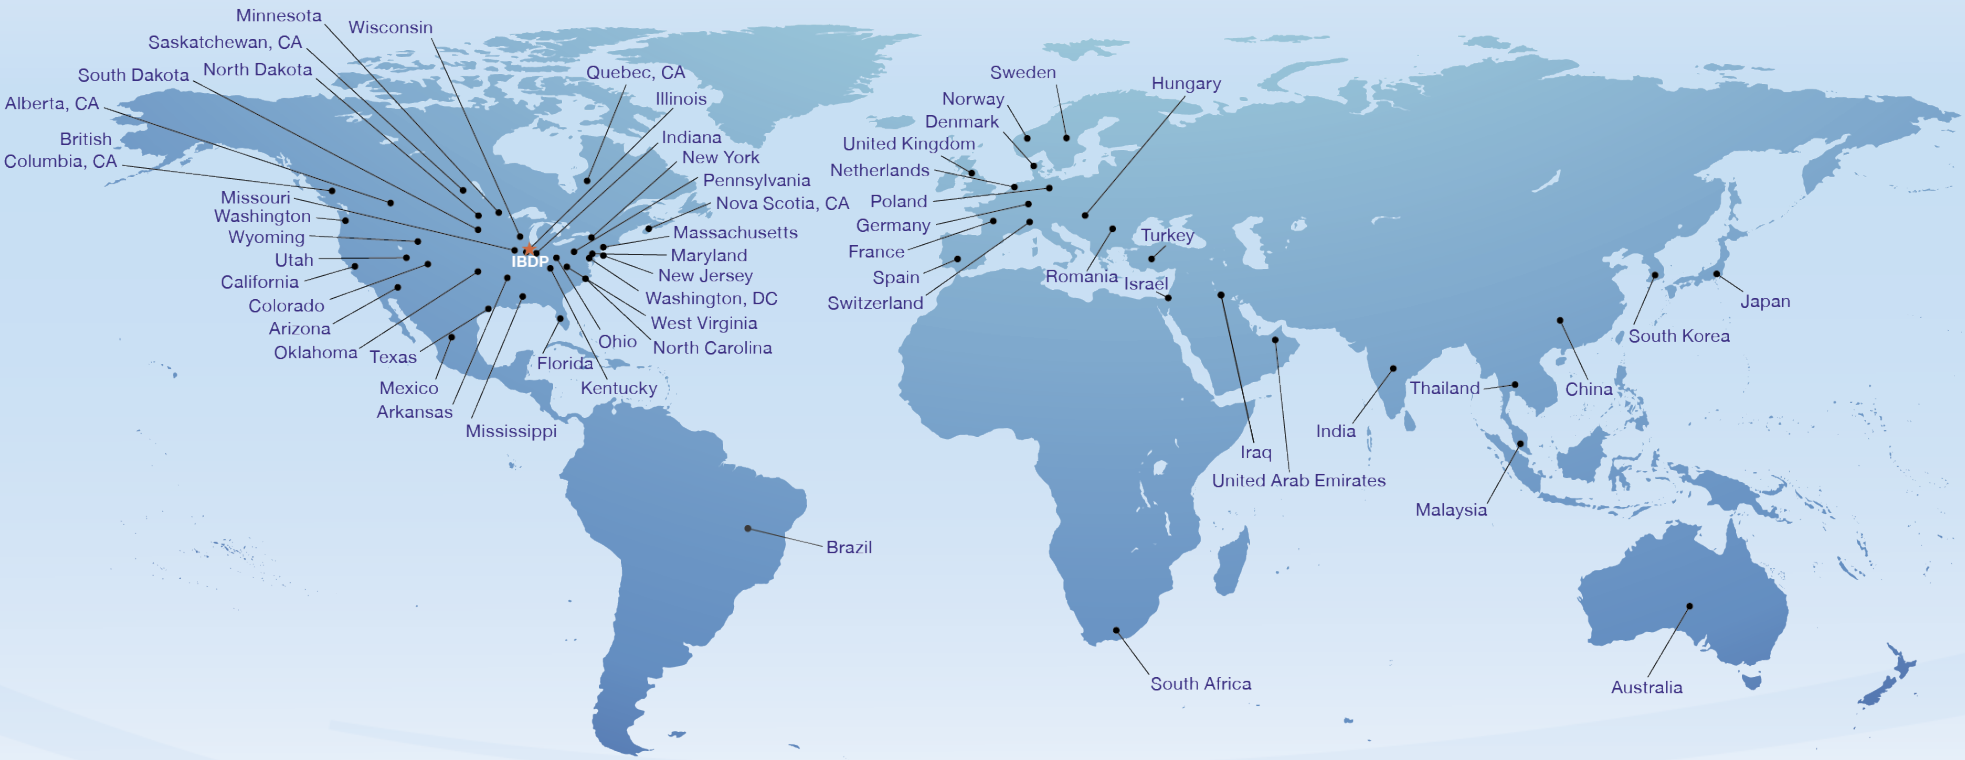 Minnesota
Wisconsin
Saskatchewan, CA
South Dakota
North Dakota
Alberta, CA
British
Columbia, CA
Quebec, CA
Illinois
Indiana
New York
Pennsylvania
Nova Scotia, CA
Massachusetts
Maryland
New Jersey
Washington, DC
West Virginia
North Carolina
Missouri
Washington
Wyoming
Utah
California
Colorado
Arizona
Oklahoma
Texas
Mexico
Arkansas
Mississippi
IBDP
Ohio
Florida
Kentucky
Brazil
Sweden
Hungary
Norway
Denmark
United Kingdom
Netherlands
Poland
Germany
France
Spain
Switzerland
Turkey
Romania
Israel
Iraq
United Arab Emirates
South Africa
India
Thailand
China
South Korea
Japan
Malaysia
Australia